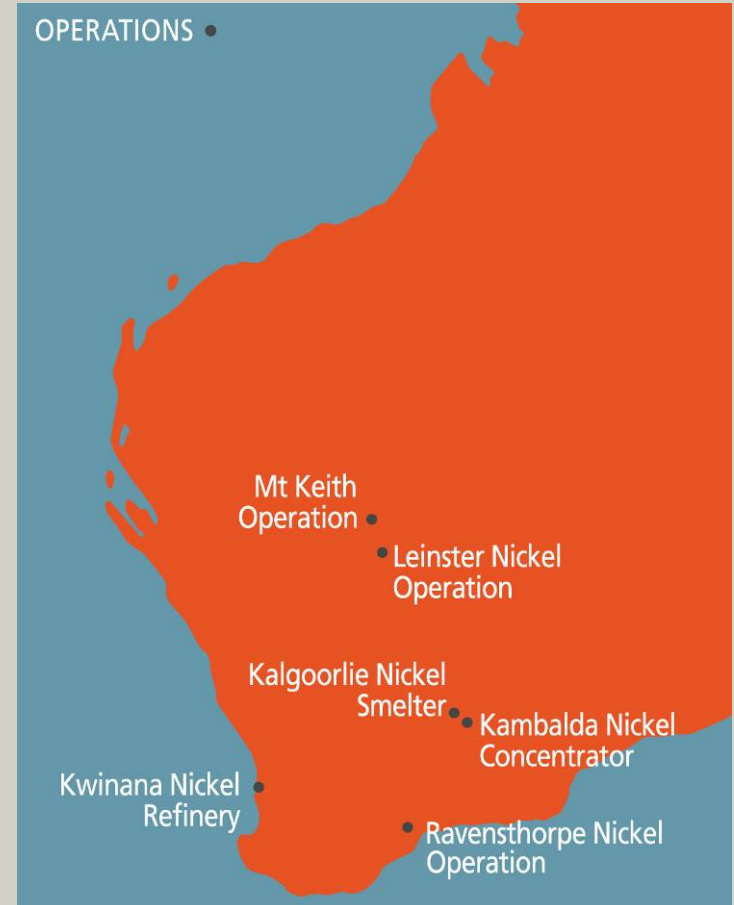 OPERATIONS
Mt Keith
Operation
Leinster Nickel
Operation
Kalgoorlie Nickel
Smelter
Kambalda Nickel
Concentrator
Kwinana Nickel
Refinery
Ravensthorpe Nickel
Operation